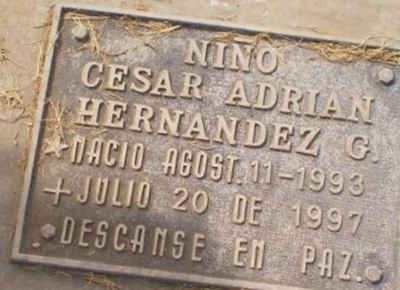 NIÑO
CESAR ADRIAN
HERNANDEZ G.
★NACIO AGOST. 11-1993
+JULIO 20 DE 1997
DESCANSE EN PAZ.